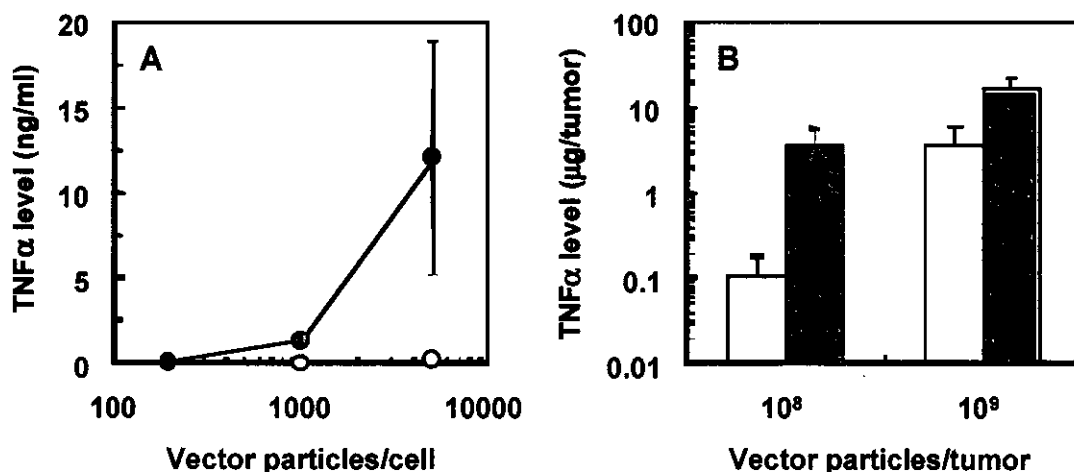 A
TNFα level (ng/ml)
20
15
10
5
0
100
1000
10000
Vector particles/cell
B
TNFα level (µg/tumor)
100
10
1
0.1
0.01
10⁸
10⁹
Vector particles/tumor